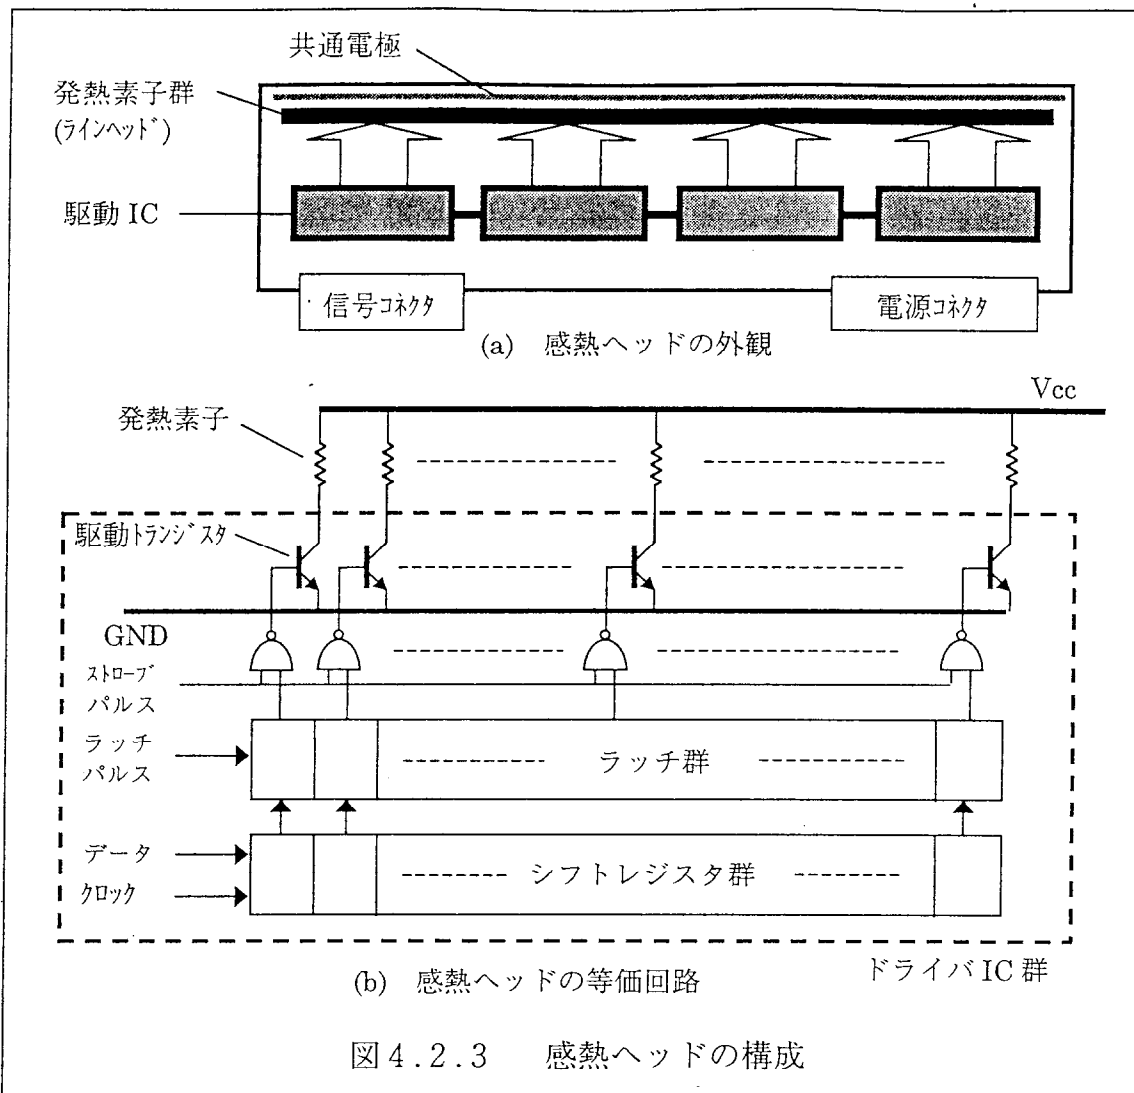 共通電極
発熱素子群
(ラインヘッド)
駆動 IC
信号コネクタ
電源コネクタ
(a) 感熱ヘッドの外観
Vcc
発熱素子
駆動トランジスタ
GND
ストローブ
パルス
ラッチ
パルス
ラッチ群
データ
クロック
シフトレジスタ群
ドライバ IC 群
(b) 感熱ヘッドの等価回路
図4.2.3 感熱ヘッドの構成